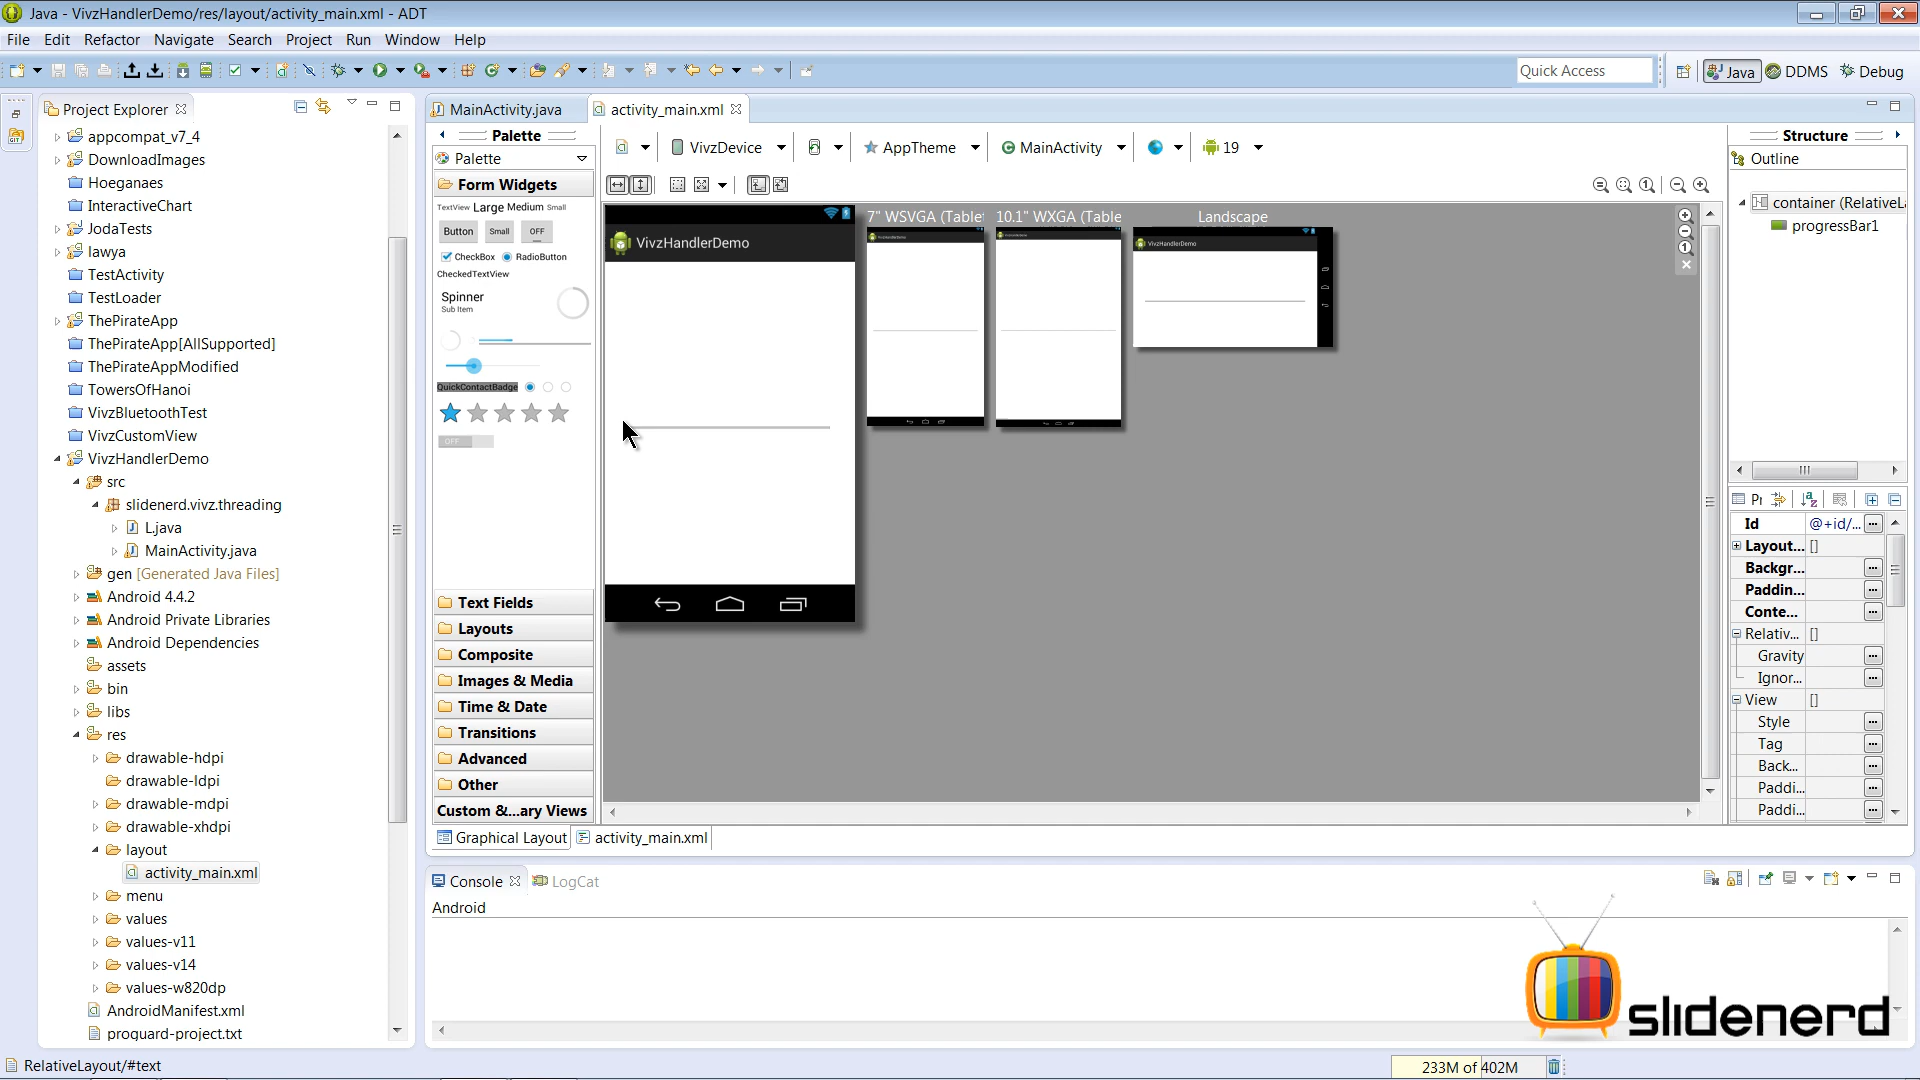 Java - VivzHandlerDemo/res/layout/activity_main.xml - ADT
File Edit Refactor Navigate Search Project Run Window Help
Quick Access
Java
DDMS
Debug
Project Explorer
appcompat_v7_4
DownloadImages
Hoeganaes
InteractiveChart
JodaTests
lawya
TestActivity
TestLoader
ThePirateApp
ThePirateApp[AllSupported]
ThePirateAppModified
TowersOfHanoi
VivzBluetoothTest
VivzCustomView
VivzHandlerDemo
src
slidenerd.vivz.threading
L.java
MainActivity.java
gen [Generated Java Files]
Android 4.4.2
Android Private Libraries
Android Dependencies
assets
bin
libs
res
drawable-hdpi
drawable-ldpi
drawable-mdpi
drawable-xhdpi
layout
activity_main.xml
menu
values
values-v11
values-v14
values-w820dp
AndroidManifest.xml
proguard-project.txt
MainActivity.java
activity_main.xml
Palette
Palette
Form Widgets
TextView Large Medium Small
Button Small OFF
CheckBox RadioButton
CheckedTextView
Spinner
Sub Item
QuickContactBadge
OFF
Text Fields
Layouts
Composite
Images & Media
Time & Date
Transitions
Advanced
Other
Custom &...ary Views
VivzDevice AppTheme MainActivity 19
VivzHandlerDemo
7" WSVGA (Tablet
10.1" WXGA (Table
Landscape
VivzHandlerDemo
Graphical Layout
activity_main.xml
Structure
Outline
container (RelativeL
progressBar1
Pr
Id @+id/...
Layout... []
Backgr...
Paddin...
Conte...
Relativ... []
Gravity
Ignor...
View []
Style
Tag
Back...
Paddi...
Paddi...
Console
LogCat
Android
slidenerd
RelativeLayout/#text
233M of 402M